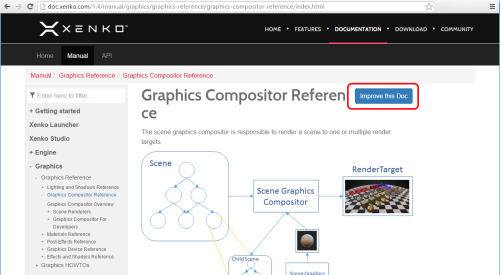 doc.xenko.com/1.4/manual/graphics/graphics-reference/graphics-compositor-reference/index.html
XENKO™
HOME
FEATURES
DOCUMENTATION
DOWNLOAD
COMMUNITY
Home
Manual
API
Manual / Graphics Reference / Graphics Compositor Reference
Enter here to filter...
+ Getting started
Xenko Launcher
Xenko Studio
+ Engine
- Graphics
- Graphics Reference
+ Lighting and Shadows Reference
- Graphics Compositor Reference
Graphics Compositor Overview
+ Scene Renderers
+ Graphics Compositor For
Developers
+ Materials Reference
+ Post Effects Reference
+ Graphics Device Reference
+ Effects and Shaders Reference
+ Graphics HOWTOs
Graphics Compositor Referen
ce
Improve this Doc
The scene graphics compositor is responsible to render a scene to one or multiple render
targets.
Scene
Scene Graphics
Compositor
RenderTarget
Child Scene
Scene Graphics